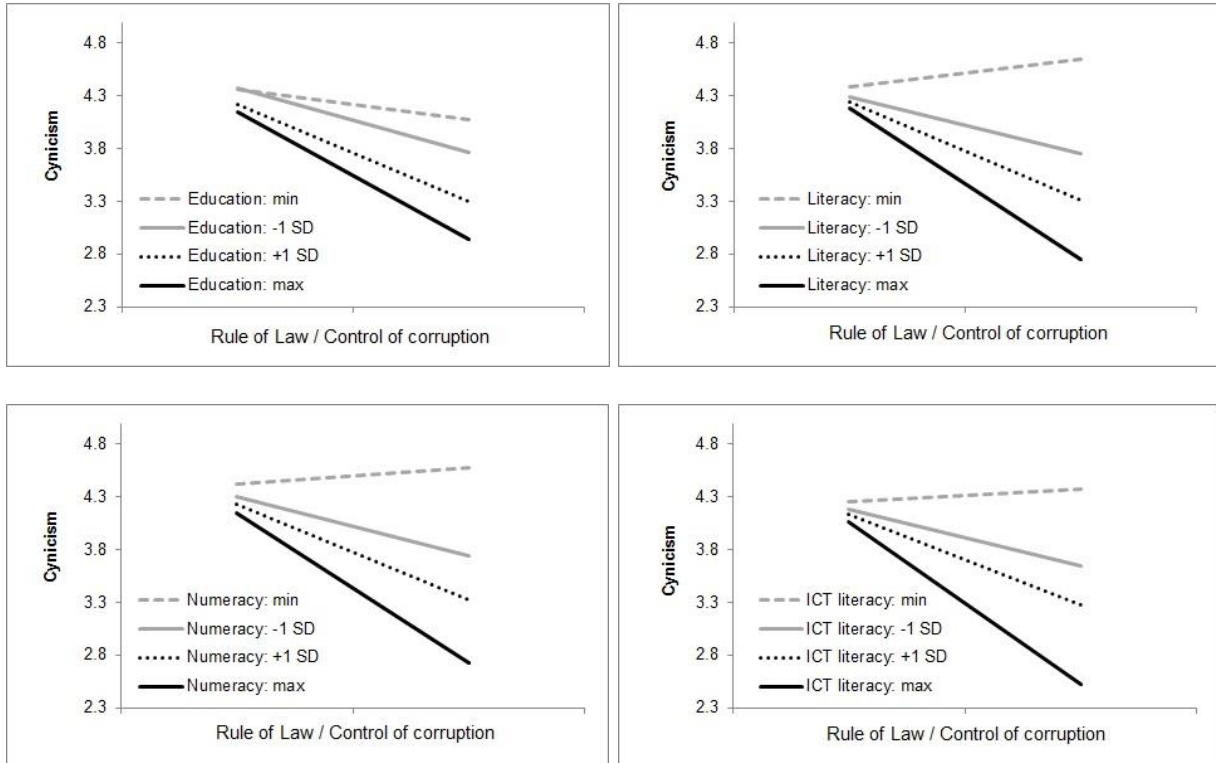 4.8
4.3
3.8
3.3
2.8
2.3
Cynicism
Education: min
Education: -1 SD
Education: +1 SD
Education: max
Rule of Law / Control of corruption
4.8
4.3
3.8
3.3
2.8
2.3
Cynicism
Literacy: min
Literacy: -1 SD
Literacy: +1 SD
Literacy: max
Rule of Law / Control of corruption
4.8
4.3
3.8
3.3
2.8
2.3
Cynicism
Numeracy: min
Numeracy: -1 SD
Numeracy: +1 SD
Numeracy: max
Rule of Law / Control of corruption
4.8
4.3
3.8
3.3
2.8
2.3
Cynicism
ICT literacy: min
ICT literacy: -1 SD
ICT literacy: +1 SD
ICT literacy: max
Rule of Law / Control of corruption